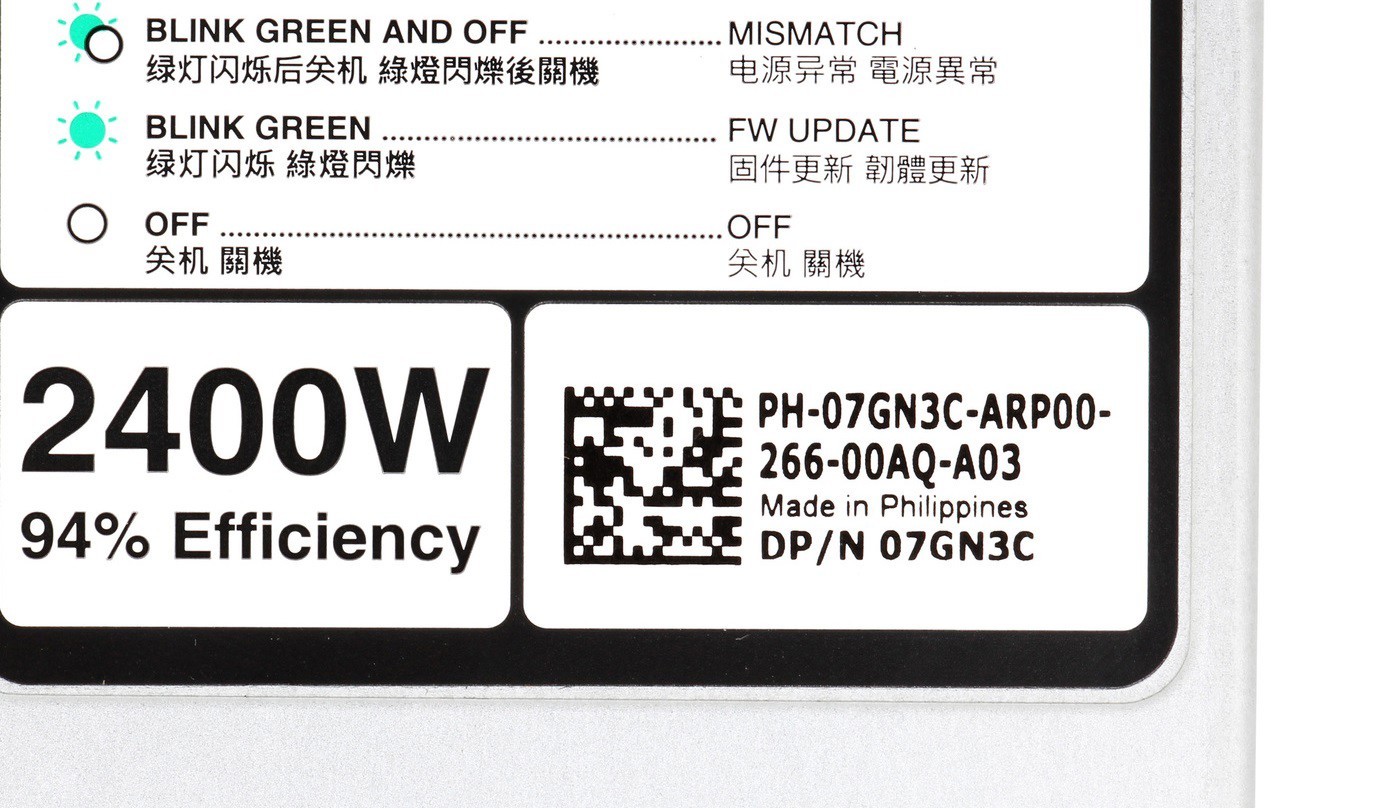 BLINK GREEN AND OFF ........................ MISMATCH
绿灯闪烁后关机 綠燈閃爍後關機 电源异常 電源異常
BLINK GREEN ............................................ FW UPDATE
绿灯闪烁 綠燈閃爍 固件更新 韌體更新
OFF .................................................................. OFF
关机 關機 关机 關機
2400W
94% Efficiency
PH-07GN3C-ARP00-
266-00AQ-A03
Made in Philippines
DP/N 07GN3C